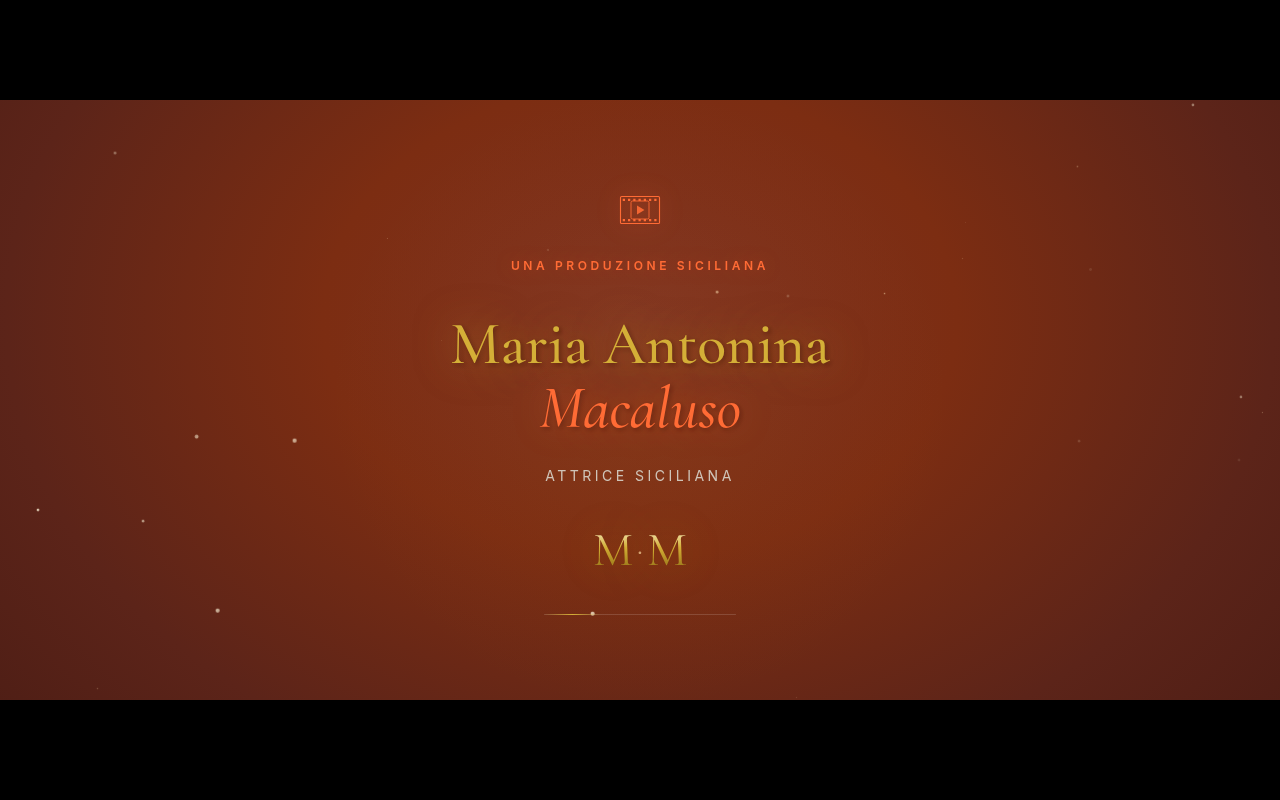 UNA PRODUZIONE SICILIANA
Maria Antonina
Macaluso
ATTRICE SICILIANA
M·M